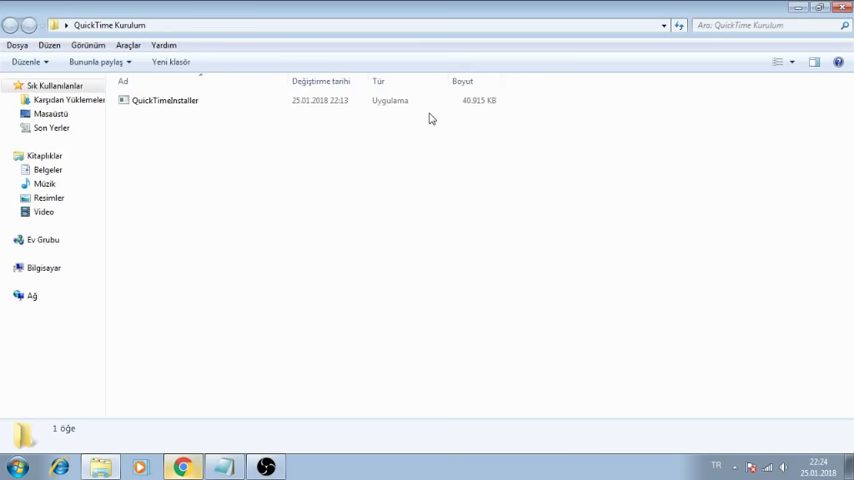 QuickTime Kurulum
Ara: QuickTime Kurulum
Dosya Düzen Görünüm Araçlar Yardım
Düzenle Bununla paylaş Yeni klasör
Ad Değiştirme tarihi Tür Boyut
QuickTimeInstaller 25.01.2018 22:13 Uygulama 40.915 KB
Sık Kullanılanlar
Karşıdan Yüklemeler
Masaüstü
Son Yerler
Kitaplıklar
Belgeler
Müzik
Resimler
Video
Ev Grubu
Bilgisayar
Ağ
1 öğe
TR
22:24
25.01.2018